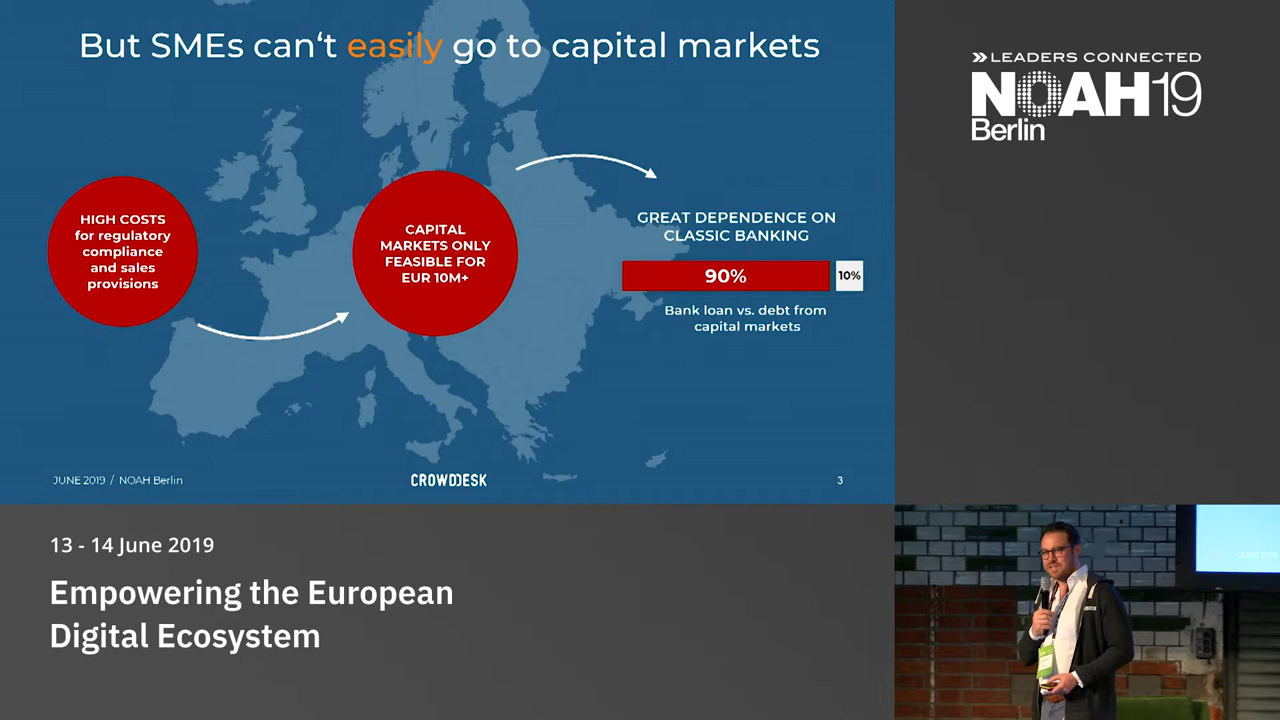 But SMEs can't easily go to capital markets
HIGH COSTS
for regulatory
compliance
and sales
provisions
CAPITAL
MARKETS ONLY
FEASIBLE FOR
EUR 10M+
GREAT DEPENDENCE ON
CLASSIC BANKING
90%
10%
Bank loan vs. debt from
capital markets
JUNE 2019 / NOAH Berlin
CROWDDESK
3
LEADERS CONNECTED
NOAH19
Berlin
13 - 14 June 2019
Empowering the European
Digital Ecosystem
JUNE 2019